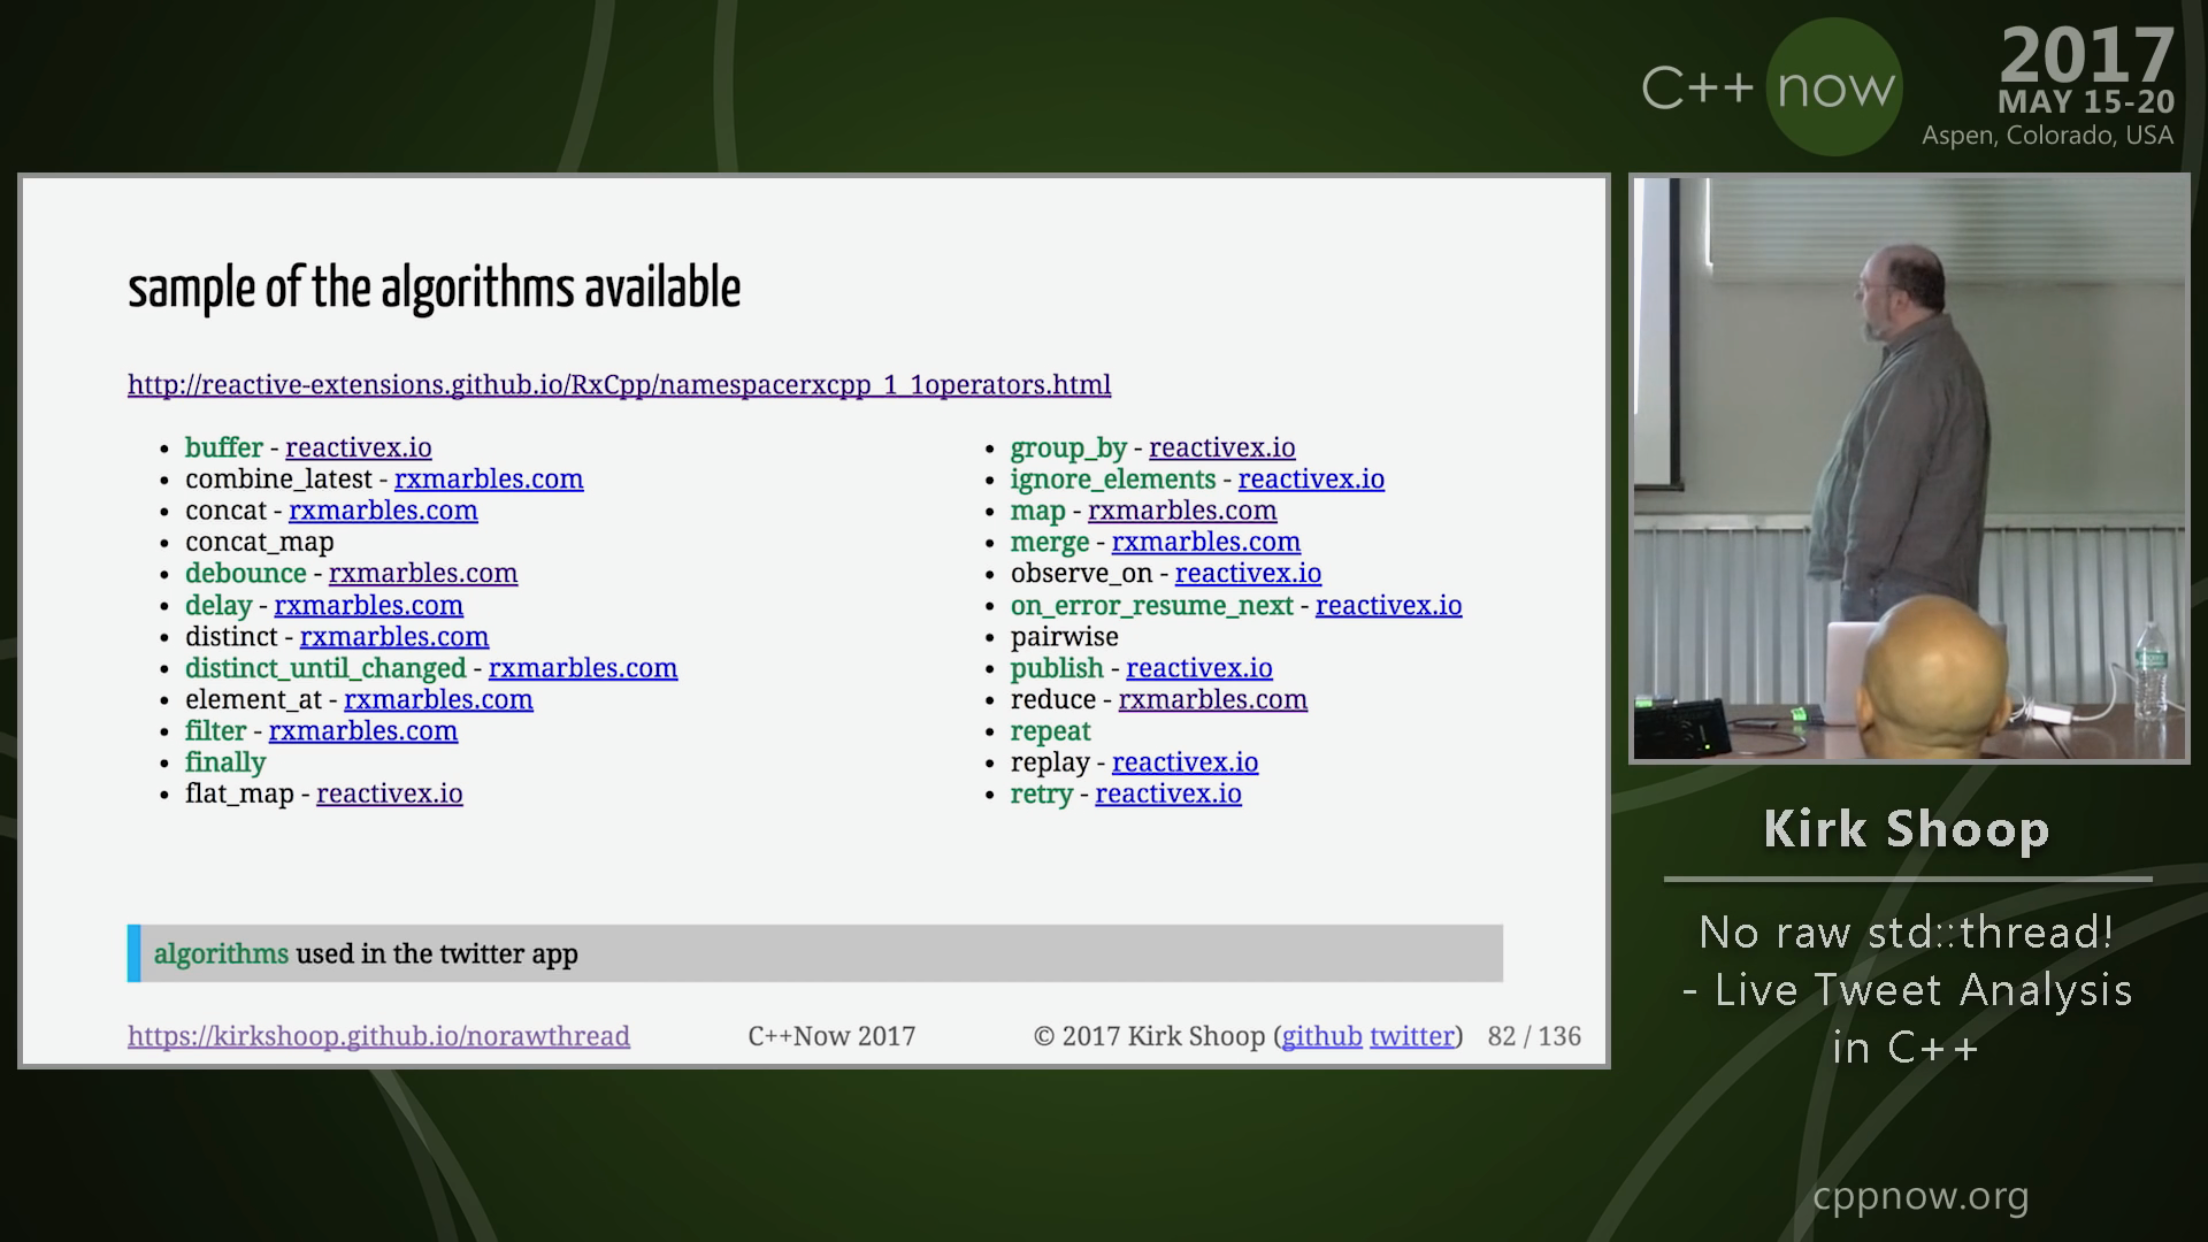 C++ now
2017
MAY 15-20
Aspen, Colorado, USA
sample of the algorithms available
http://reactive-extensions.github.io/RxCpp/namespacerxcpp_1_1operators.html
• buffer - reactivex.io
• combine_latest - rxmarbles.com
• concat - rxmarbles.com
• concat_map
• debounce - rxmarbles.com
• delay - rxmarbles.com
• distinct - rxmarbles.com
• distinct_until_changed - rxmarbles.com
• element_at - rxmarbles.com
• filter - rxmarbles.com
• finally
• flat_map - reactivex.io
• group_by - reactivex.io
• ignore_elements - reactivex.io
• map - rxmarbles.com
• merge - rxmarbles.com
• observe_on - reactivex.io
• on_error_resume_next - reactivex.io
• pairwise
• publish - reactivex.io
• reduce - rxmarbles.com
• repeat
• replay - reactivex.io
• retry - reactivex.io
algorithms used in the twitter app
https://kirkshoop.github.io/norawthread C++Now 2017 © 2017 Kirk Shoop (github twitter) 82 / 136
Kirk Shoop
No raw std::thread!
- Live Tweet Analysis
in C++
cppnow.org